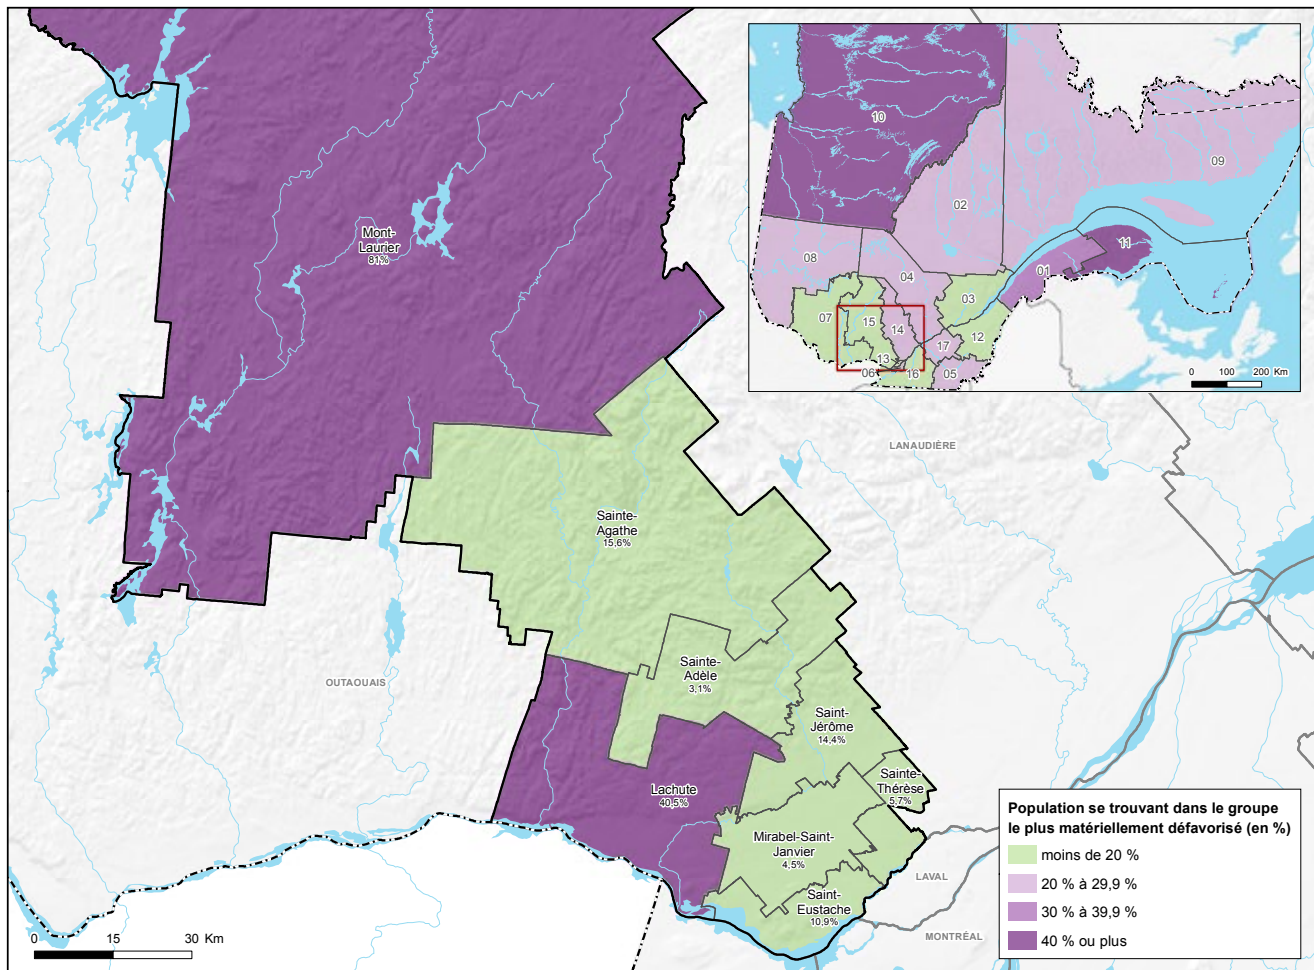 Mont-
Laurier
81%
Sainte-
Agathe
15,6%
Sainte-
Adèle
3,1%
Saint-
Jérôme
14,4%
Sainte-
Thérèse
5,7%
Lachute
40,5%
Mirabel-Saint-
Janvier
4,5%
Saint-
Eustache
10,9%
OUTAOUAIS
LANAUDIÈRE
LAVAL
MONTRÉAL
0 15 30 Km
10
09
02
11
01
08
04
03
07
15
14
12
17
13
06
16
05
0 100 200 Km
Population se trouvant dans le groupe
le plus matériellement défavorisé (en %)
moins de 20 %
20 % à 29,9 %
30 % à 39,9 %
40 % ou plus